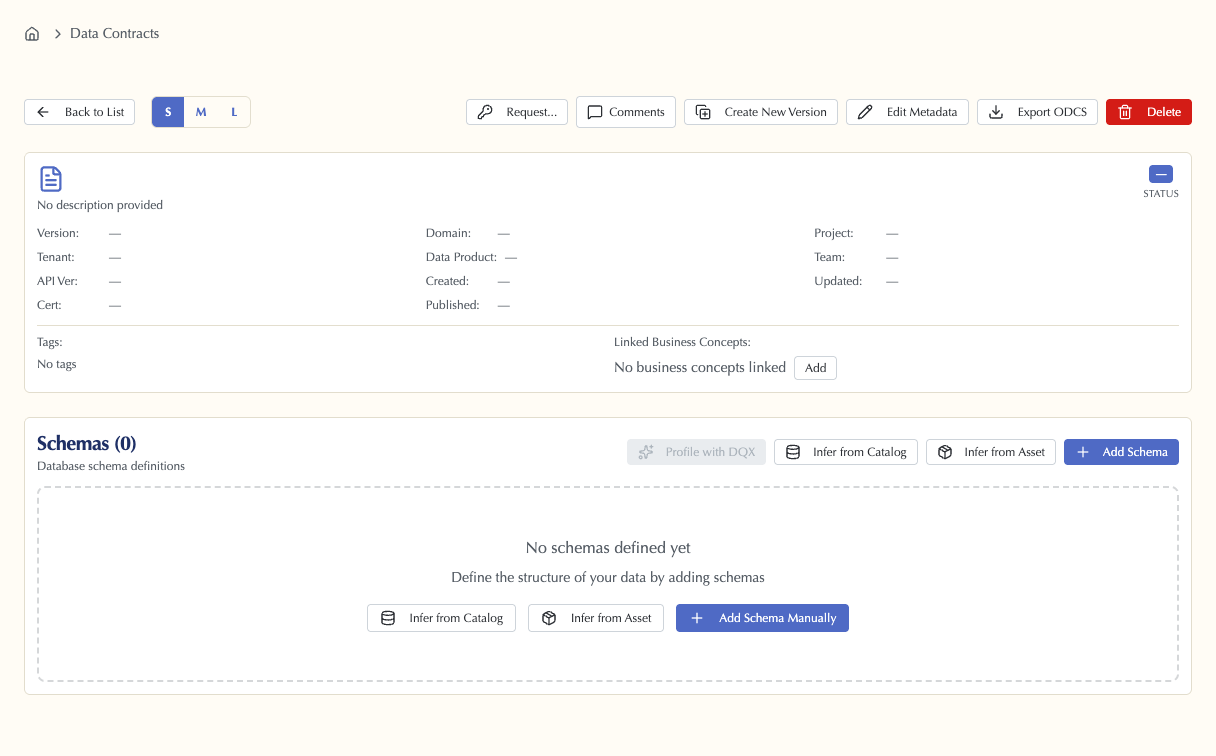 Data Contracts
Back to List
S M L
Request...
Comments
Create New Version
Edit Metadata
Export ODCS
Delete
—
STATUS
No description provided
Version: —
Domain: —
Project: —
Tenant: —
Data Product: —
Team: —
API Ver: —
Created: —
Updated: —
Cert: —
Published: —
Tags:
No tags
Linked Business Concepts:
No business concepts linked
Add
Schemas (0)
Database schema definitions
Profile with DQX
Infer from Catalog
Infer from Asset
Add Schema
No schemas defined yet
Define the structure of your data by adding schemas
Infer from Catalog
Infer from Asset
Add Schema Manually